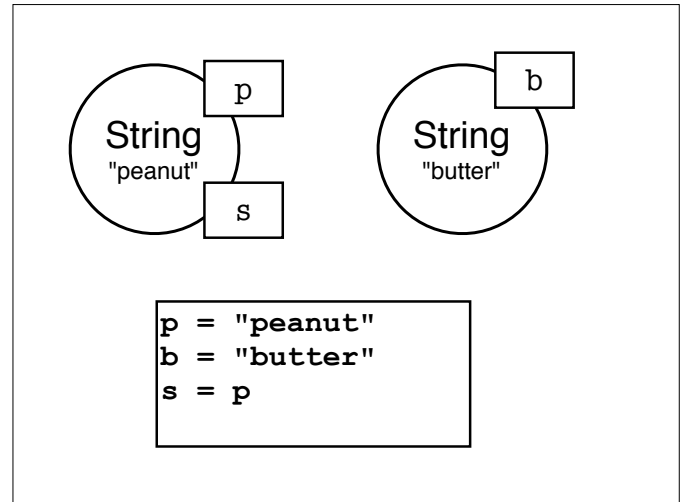 p
String
"peanut"
s
b
String
"butter"
p = "peanut"
b = "butter"
s = p